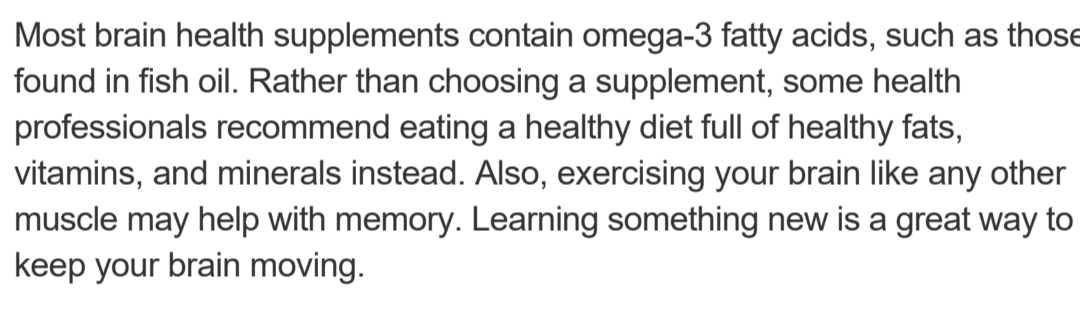 Most brain health supplements contain omega-3 fatty acids, such as those
found in fish oil. Rather than choosing a supplement, some health
professionals recommend eating a healthy diet full of healthy fats,
vitamins, and minerals instead. Also, exercising your brain like any other
muscle may help with memory. Learning something new is a great way to
keep your brain moving.